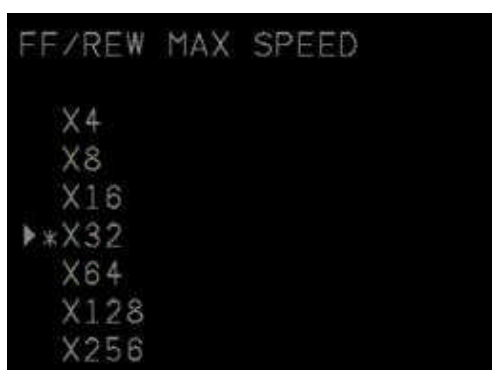 FF/REW MAX SPEED
X4
X8
X16
▶*X32
X64
X128
X256